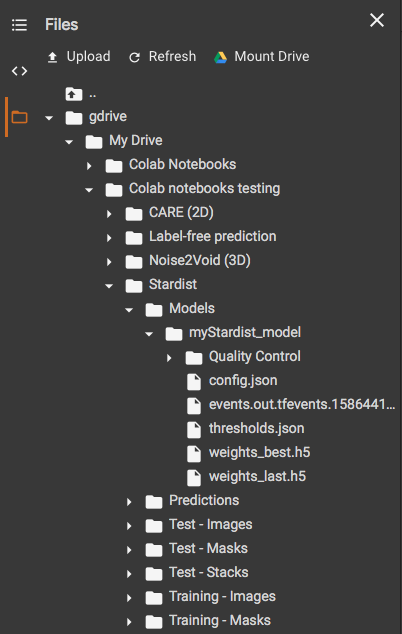 Files
Upload Refresh Mount Drive
..
gdrive
My Drive
Colab Notebooks
Colab notebooks testing
CARE (2D)
Label-free prediction
Noise2Void (3D)
Stardist
Models
myStardist_model
Quality Control
config.json
events.out.tfevents.1586441...
thresholds.json
weights_best.h5
weights_last.h5
Predictions
Test - Images
Test - Masks
Test - Stacks
Training - Images
Training - Masks